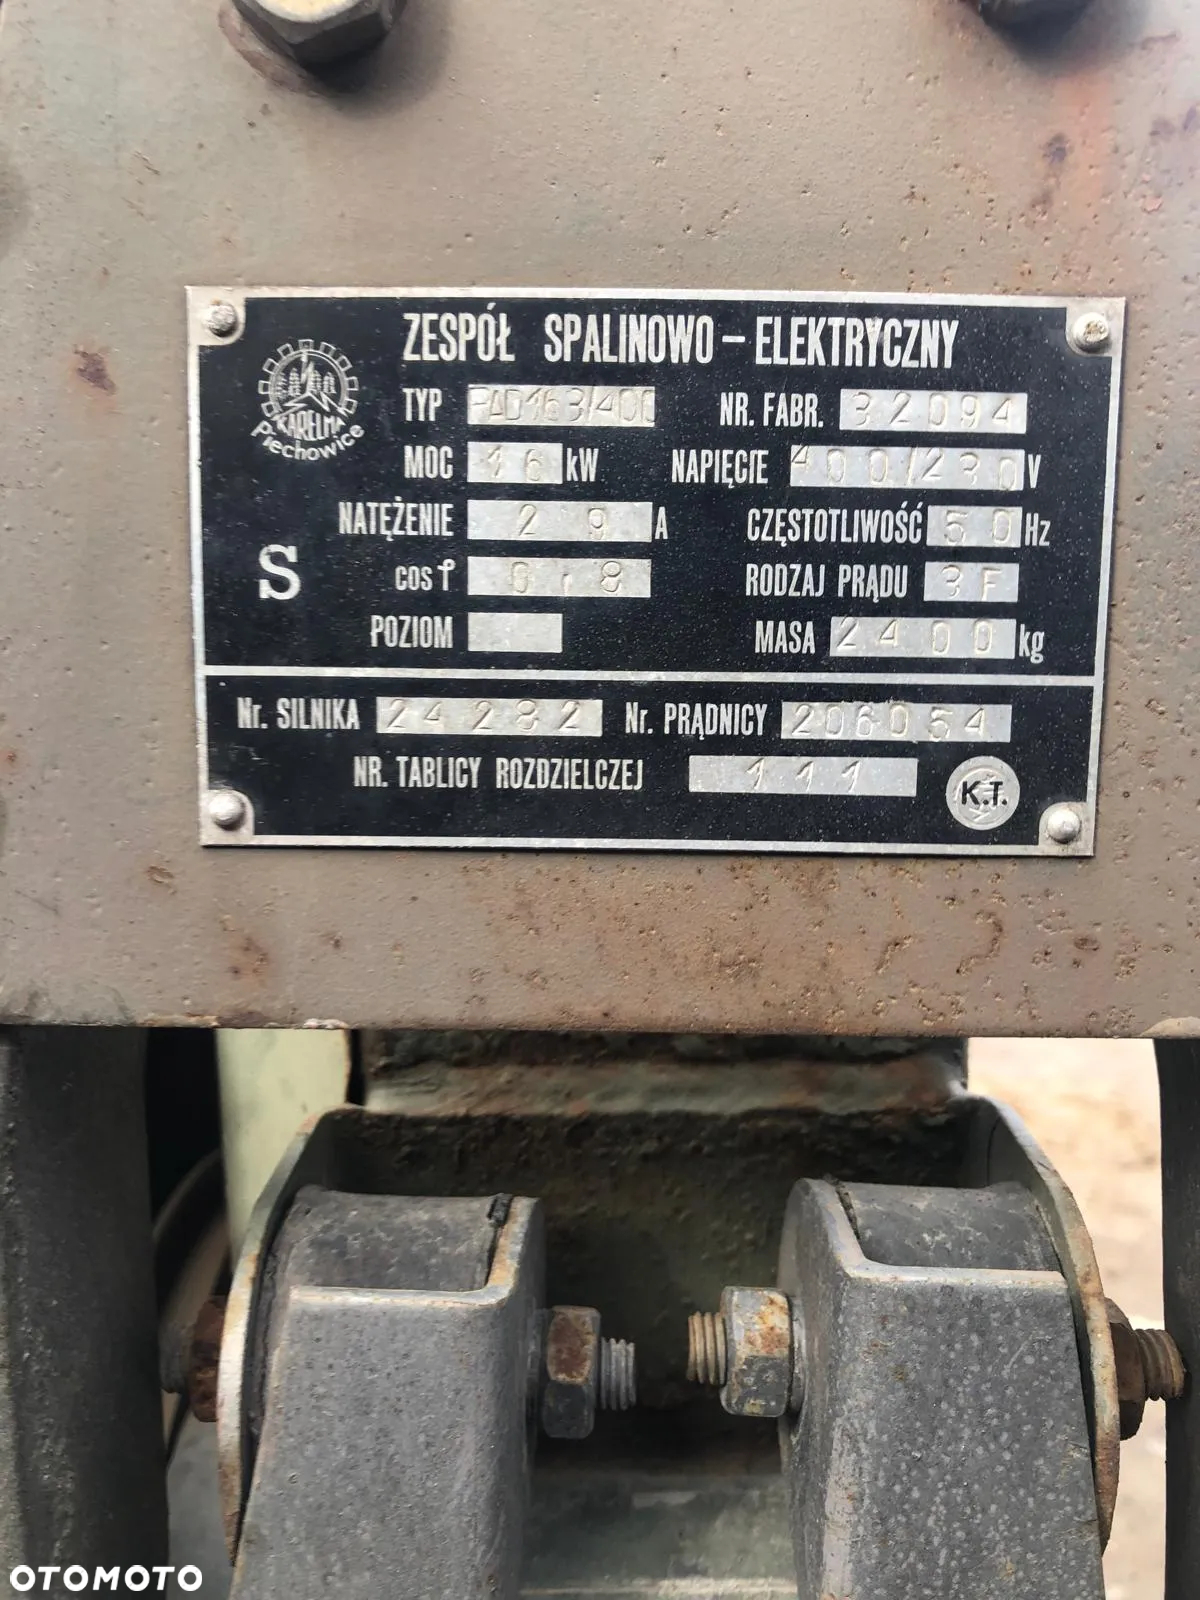 ZESPÓŁ SPALINOWO-ELEKTRYCZNY
KARELMA
Piechowice
TYP PAD163/400 NR. FABR. 32094
MOC 16 kW NAPIĘCIE 400/230 V
NATĘŻENIE 29 A CZĘSTOTLIWOŚĆ 50 Hz
S
cos φ 0,8 RODZAJ PRĄDU 3F
POZIOM MASA 2400 kg
Nr. SILNIKA 24282 Nr. PRĄDNICY 206054
NR. TABLICY ROZDZIELCZEJ 111
K.T.
OTOMOTO